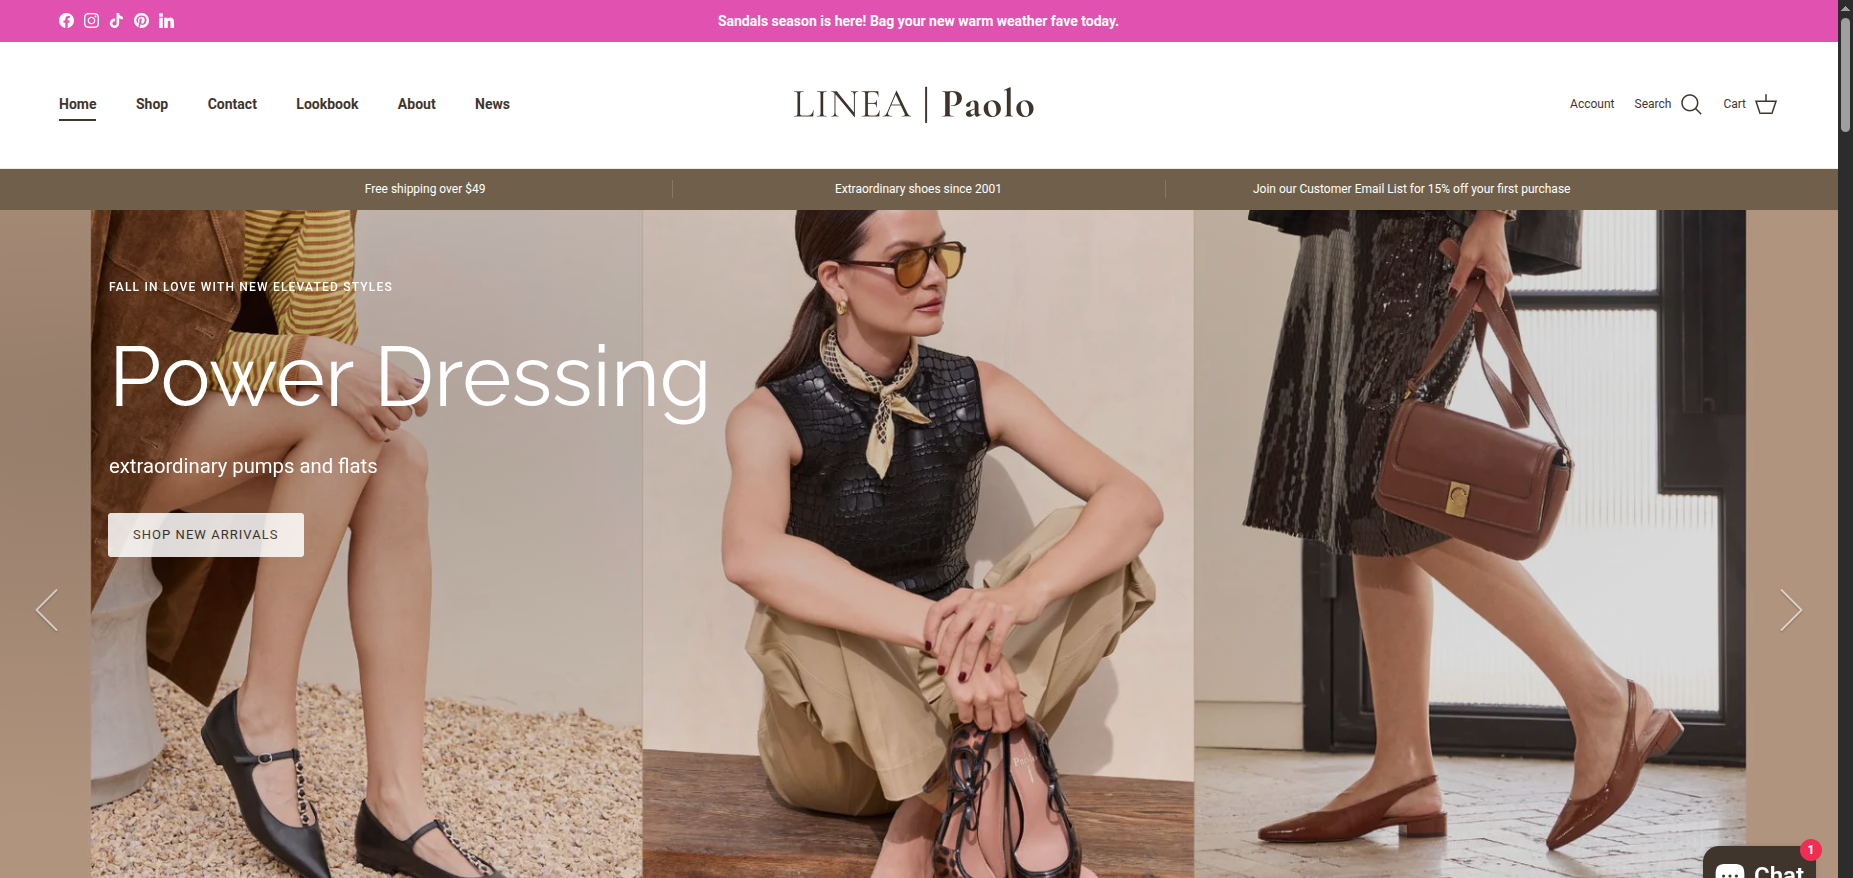 Sandals season is here! Bag your new warm weather fave today.
Home Shop Contact Lookbook About News
LINEA | Paolo
Account Search Cart
Free shipping over $49
Extraordinary shoes since 2001
Join our Customer Email List for 15% off your first purchase
FALL IN LOVE WITH NEW ELEVATED STYLES
Power Dressing
extraordinary pumps and flats
SHOP NEW ARRIVALS
1
Chat